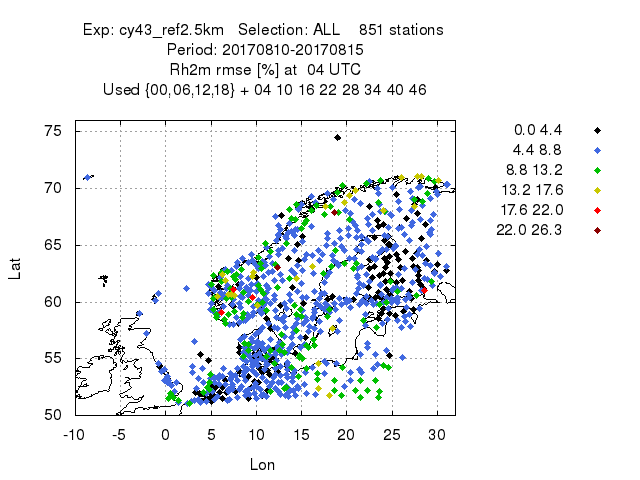 Exp: cy43_ref2.5km   Selection: ALL    851 stations
Period: 20170810-20170815
Rh2m rmse [%] at  04 UTC
Used {00,06,12,18} + 04 10 16 22 28 34 40 46
0.0 4.4
4.4 8.8
8.8 13.2
13.2 17.6
17.6 22.0
22.0 26.3
75
70
65
60
55
50
Lat
-10 -5 0 5 10 15 20 25 30
Lon